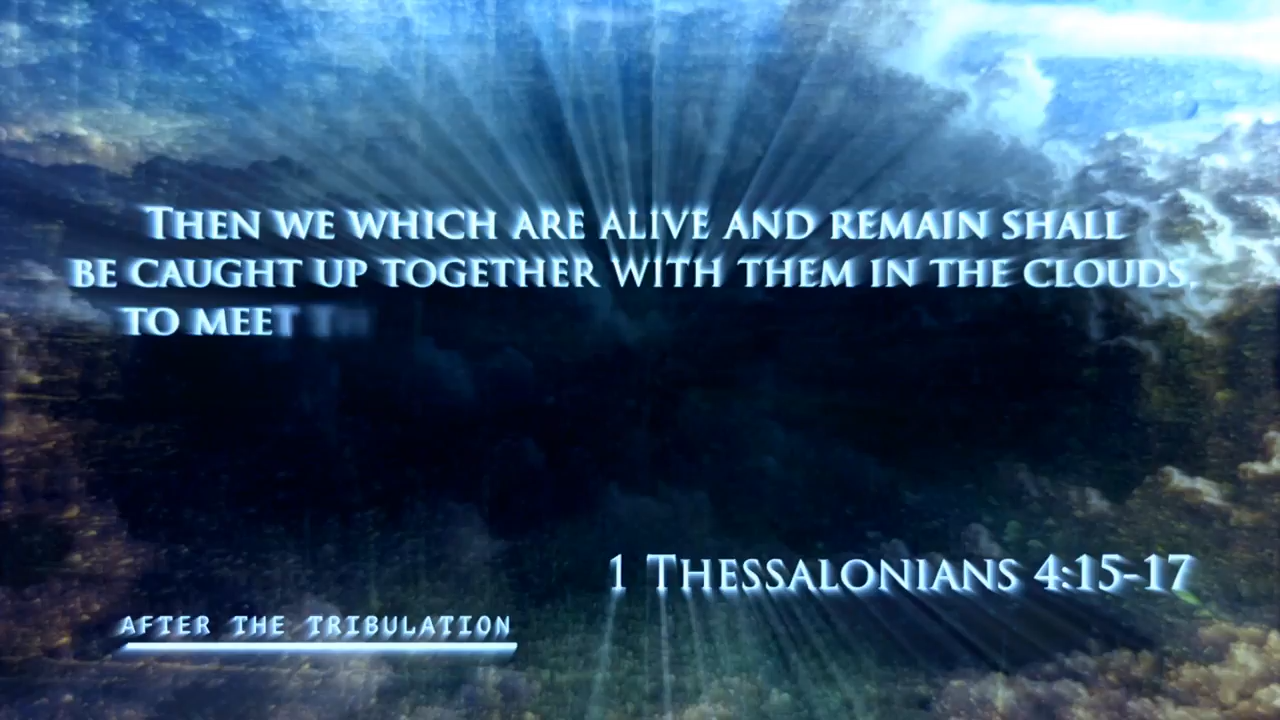 Then we which are alive and remain shall
be caught up together with them in the clouds,
to meet
1 Thessalonians 4:15-17
AFTER THE TRIBULATION